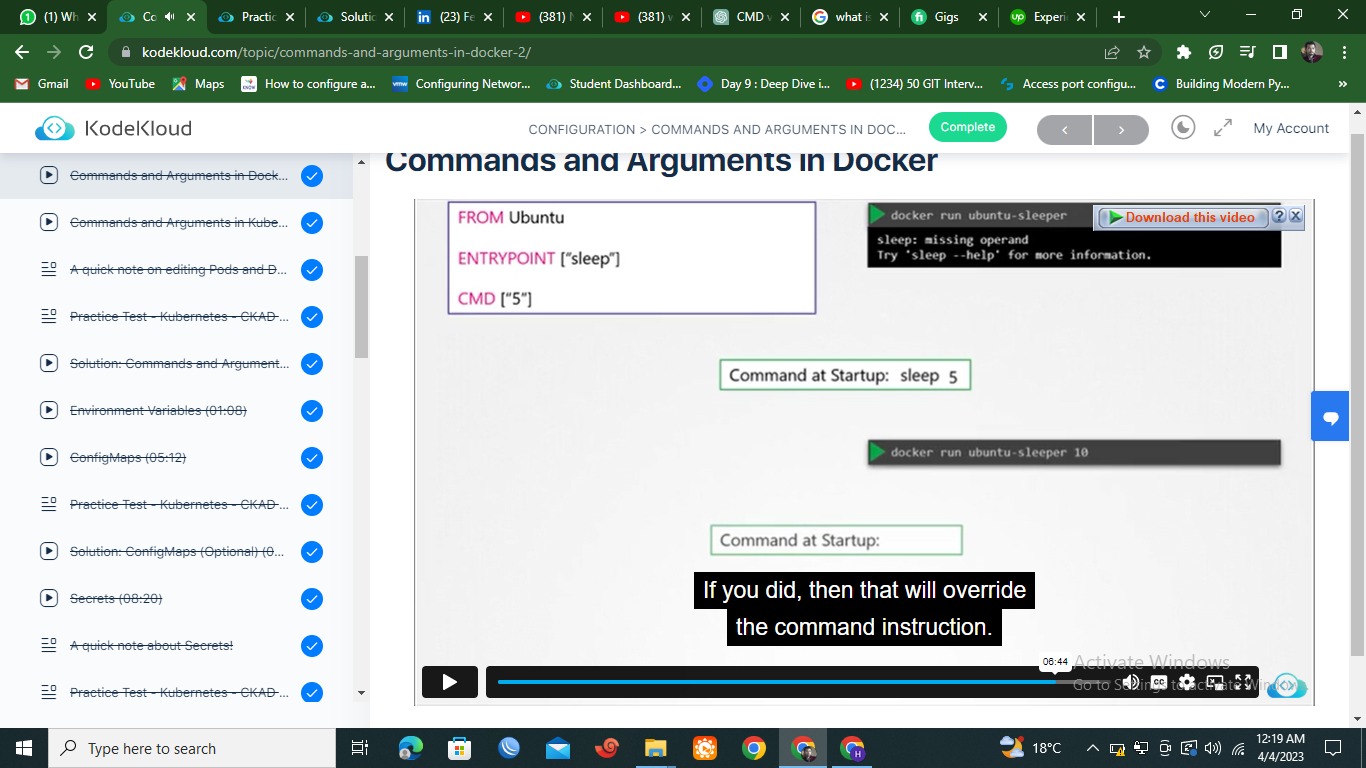 (1) Wh
Co
Practic
Solutic
(23) Fe
(381)
(381)
CMD v
what is
Gigs
Experi
kodekloud.com/topic/commands-and-arguments-in-docker-2/
Gmail
YouTube
Maps
How to configure a...
Configuring Networ...
Student Dashboard...
Day 9 : Deep Dive i...
(1234) 50 GIT Interv...
Access port configu...
Building Modern Py...
»
KodeKloud
CONFIGURATION > COMMANDS AND ARGUMENTS IN DOC...
Complete
< >
My Account
Commands and Arguments in Dock...
Commands and Arguments in Kube...
A quick note on editing Pods and D...
Practice Test - Kubernetes - CKAD ...
Solution: Commands and Argument...
Environment Variables (01:08)
ConfigMaps (05:12)
Practice Test - Kubernetes - CKAD ...
Solution: ConfigMaps (Optional) (0...
Secrets (08:20)
A quick note about Secrets!
Practice Test - Kubernetes - CKAD ...
Commands and Arguments in Docker
FROM Ubuntu
ENTRYPOINT ["sleep"]
CMD ["5"]
docker run ubuntu-sleeper
Download this video
?
X
sleep: missing operand
Try 'sleep --help' for more information.
Command at Startup: sleep 5
docker run ubuntu-sleeper 10
Command at Startup:
If you did, then that will override
the command instruction.
06:44
CC
Activate Windows
Type here to search
18°C
12:19 AM
4/4/2023